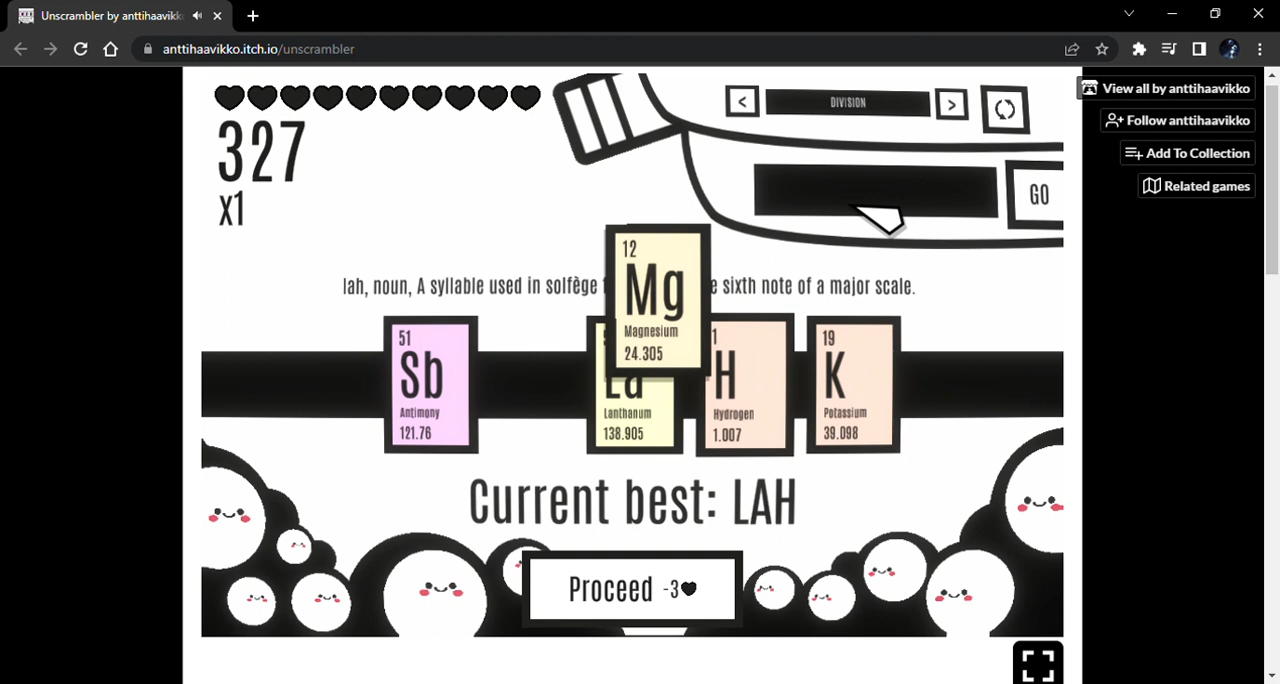 Unscrambler by anttihaavikk
anttihaavikko.itch.io/unscrambler
View all by anttihaavikko
Follow anttihaavikko
Add To Collection
Related games
327
x1
<
DIVISION
>
GO
lah, noun, A syllable used in solfège e sixth note of a major scale.
12
Mg
Magnesium
24.305
51
Sb
Antimony
121.76
La
Lanthanum
138.905
1
H
Hydrogen
1.007
19
K
Potassium
39.098
Current best: LAH
Proceed -3